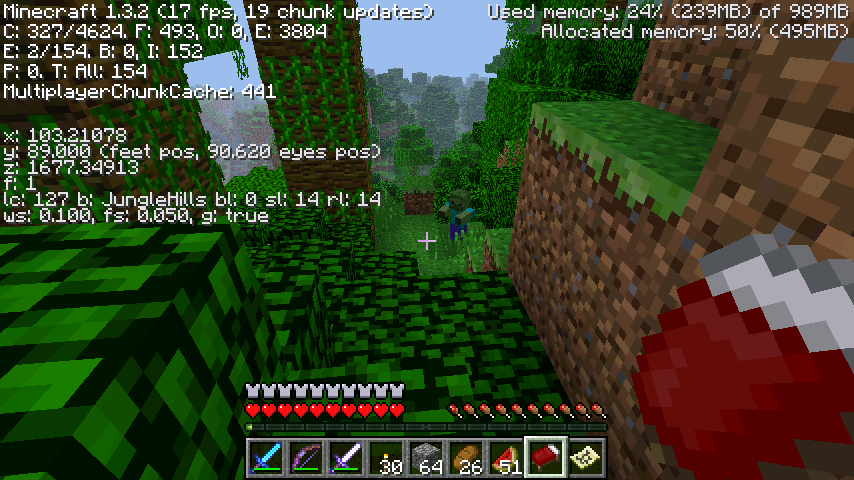 Minecraft 1.3.2 (17 fps, 19 chunk updates)
Used memory: 24% (239MB) of 989MB
C: 327/4624. F: 493, O: 0, E: 3804
Allocated memory: 50% (495MB)
E: 2/154. B: 0, I: 152
P: 0. T: All: 154
MultiplayerChunkCache: 441
x: 103.21078
y: 89.000 (feet pos, 90.620 eyes pos)
z: 1677.34913
f: 1
lc: 127 b: JungleHills bl: 0 sl: 14 rl: 14
ws: 0.100, fs: 0.050, g: true
30 64 26 51